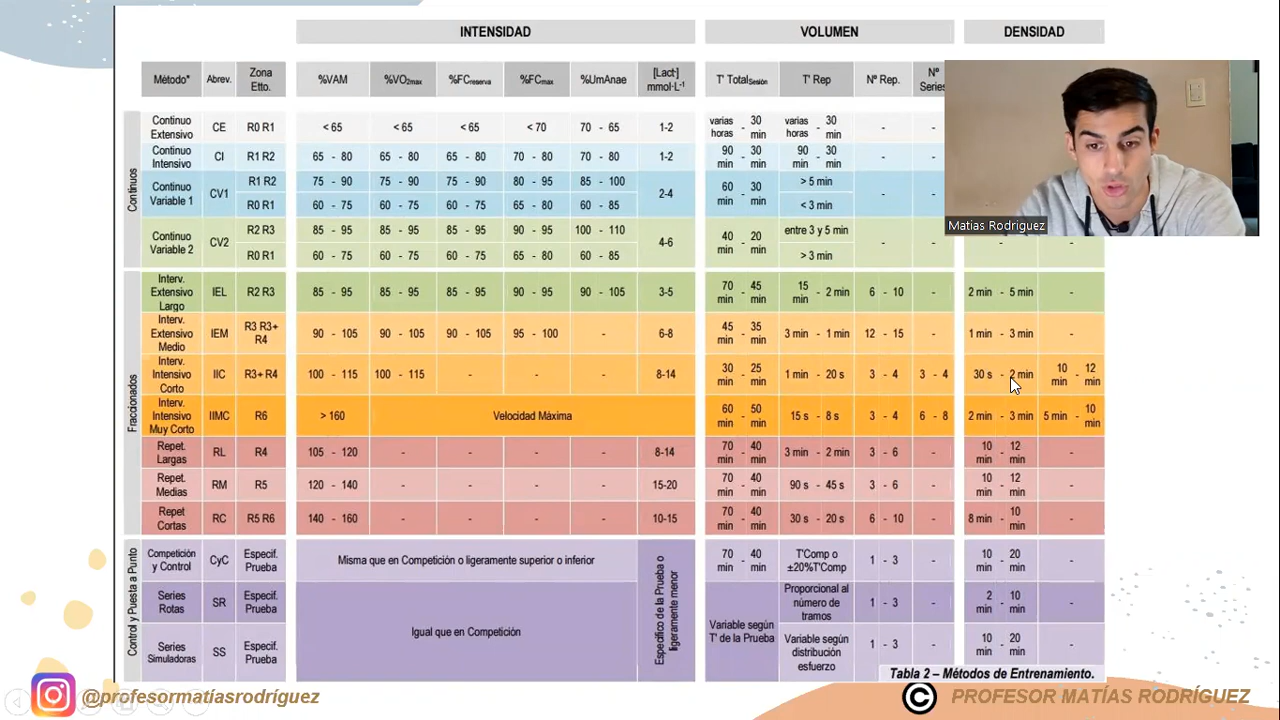 INTENSIDAD VOLUMEN DENSIDAD
Método* Abrev. Zona Etto. %VAM %VO2max %FCreserva %FCmax %UmAnae [Lact-] mmol·L-1 T' TotalSesión T' Rep Nº Rep. Nº Series
Continuos
Continuo Extensivo CE R0 R1 < 65 < 65 < 65 < 70 70 - 65 1-2 varias horas - 30 min varias horas - 30 min - -
Continuo Intensivo CI R1 R2 65 - 80 65 - 80 65 - 80 70 - 80 70 - 80 1-2 90 min - 30 min 90 min - 30 min - -
Continuo Variable 1 CV1 R1 R2 75 - 90 75 - 90 75 - 90 80 - 95 85 - 100 2-4 60 min - 30 min > 5 min - -
R0 R1 60 - 75 60 - 75 60 - 75 65 - 80 60 - 85 < 3 min
Continuo Variable 2 CV2 R2 R3 85 - 95 85 - 95 85 - 95 90 - 95 100 - 110 4-6 40 min - 20 min entre 3 y 5 min - - - -
R0 R1 60 - 75 60 - 75 60 - 75 65 - 85 60 - 85 > 3 min
Matias Rodriguez
Fraccionados
Interv. Extensivo Largo IEL R2 R3 85 - 95 85 - 95 85 - 95 90 - 95 90 - 105 3-5 70 min - 45 min 15 min - 2 min 6 - 10 - 2 min - 5 min -
Interv. Extensivo Medio IEM R3 R3+ R4 90 - 105 90 - 105 90 - 105 95 - 100 - 6-8 45 min - 35 min 3 min - 1 min 12 - 15 - 1 min - 3 min -
Interv. Intensivo Corto IIC R3+ R4 100 - 115 100 - 115 - - - 8-14 30 min - 25 min 1 min - 20 s 3 - 4 3 - 4 30 s - 2 min 10 min - 12 min
Interv. Intensivo Muy Corto IIMC R6 > 160 Velocidad Máxima 60 min - 50 min 15 s - 8 s 3 - 4 6 - 8 2 min - 3 min 5 min - 10 min
Repet. Largas RL R4 105 - 120 - - - - 8-14 70 min - 40 min 3 min - 2 min 3 - 6 - 10 min - 12 min -
Repet. Medias RM R5 120 - 140 - - - - 15-20 70 min - 40 min 90 s - 45 s 3 - 6 - 10 min - 12 min -
Repet Cortas RC R5 R6 140 - 160 - - - - 10-15 70 min - 40 min 30 s - 20 s 6 - 10 - 8 min - 10 min -
Control y Puesta a Punto
Competición y Control CyC Especif. Prueba Misma que en Competición o ligeramente superior o inferior Especifico de la Prueba o ligeramente menor 70 min - 40 min T'Comp o ±20%T'Comp 1 - 3 - 10 min - 20 min -
Series Rotas SR Especif. Prueba Igual que en Competición Variable según T' de la Prueba Proporcional al número de tramos 1 - 3 - 2 min - 10 min -
Series Simuladoras SS Especif. Prueba Variable según distribución esfuerzo 1 - 3 - 10 min - 20 min -
Tabla 2 – Métodos de Entrenamiento.
@profesormatíasrodríguez
© PROFESOR MATÍAS RODRÍGUEZ